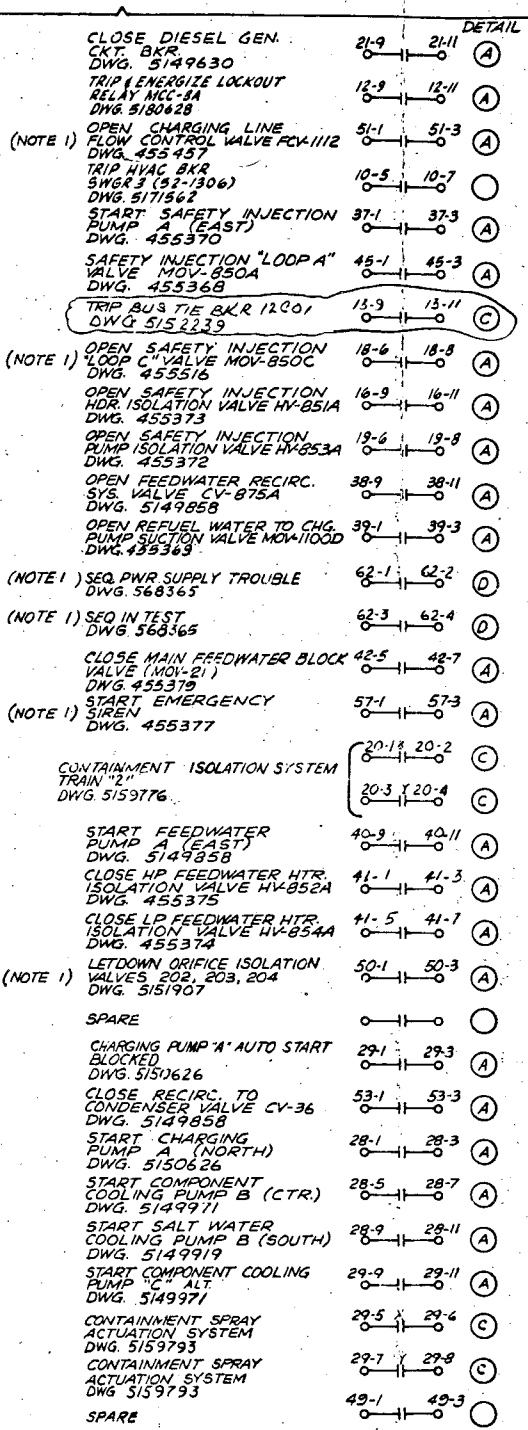 DETAIL
CLOSE DIESEL GEN. 21-9 21-11 A
CKT. BKR.
DWG. 5149630
TRIP & ENERGIZE LOCKOUT 12-9 12-11 A
RELAY MCC-3A
DWG. 5180628
(NOTE 1) OPEN CHARGING LINE 51-1 51-3 A
FLOW CONTROL VALVE FCV-1112
DWG. 455457
TRIP HVAC BKR 10-5 10-7
SWGR 3 (52-1306)
DWG. 5171562
START SAFETY INJECTION 37-1 37-3 A
PUMP A (EAST)
DWG. 455370
SAFETY INJECTION "LOOP A" 45-1 45-3 A
VALVE MOV-850A
DWG. 455368
TRIP BUS TIE BKR 12C01 13-9 13-11 C
DWG 5152239
(NOTE 1) OPEN SAFETY INJECTION 18-6 18-8 A
"LOOP C" VALVE MOV-850C
DWG. 455516
OPEN SAFETY INJECTION 16-9 16-11 A
HDR. ISOLATION VALVE HV-851A
DWG. 455373
OPEN SAFETY INJECTION 19-6 19-8 A
PUMP ISOLATION VALVE HV-853A
DWG. 455372
OPEN FEEDWATER RECIRC. 38-9 38-11 A
SYS. VALVE CV-875A
DWG. 5149858
OPEN REFUEL WATER TO CHG. 39-1 39-3 A
PUMP SUCTION VALVE MOV-1100D
DWG. 455369
(NOTE 1) SEQ. PWR. SUPPLY TROUBLE 62-1 62-2 D
DWG. 568365
(NOTE 1) SEQ IN TEST 62-3 62-4 D
DWG. 568365
CLOSE MAIN FEEDWATER BLOCK 42-5 42-7 A
VALVE (MOV-21)
DWG. 455379
(NOTE 1) START EMERGENCY 57-1 57-3 A
SIREN
DWG. 455377
20-1 X 20-2 C
CONTAINMENT ISOLATION SYSTEM
TRAIN "2"
DWG. 5159776
20-3 Y 20-4 C
START FEEDWATER 40-9 40-11 A
PUMP A (EAST)
DWG. 5149858
CLOSE HP FEEDWATER HTR. 41-1 41-3 A
ISOLATION VALVE HV-852A
DWG. 455375
CLOSE LP FEEDWATER HTR. 41-5 41-7 A
ISOLATION VALVE HV-854A
DWG. 455374
(NOTE 1) LETDOWN ORIFICE ISOLATION 50-1 50-3 A
VALVES 202, 203, 204
DWG. 5151907
SPARE
CHARGING PUMP "A" AUTO START 29-1 29-3 A
BLOCKED
DWG. 5150626
CLOSE RECIRC. TO 53-1 53-3 A
CONDENSER VALVE CV-36
DWG. 5149858
START CHARGING 28-1 28-3 A
PUMP A (NORTH)
DWG. 5150626
START COMPONENT 28-5 28-7 A
COOLING PUMP B (CTR.)
DWG. 5149971
START SALT WATER 28-9 28-11 A
COOLING PUMP B (SOUTH)
DWG. 5149919
START COMPONENT COOLING 29-9 29-11 A
PUMP "C" ALT.
DWG. 5149971
CONTAINMENT SPRAY 29-5 X 29-6 C
ACTUATION SYSTEM
DWG. 5159793
CONTAINMENT SPRAY 29-7 Y 29-8 C
ACTUATION SYSTEM
DWG 5159793
SPARE 49-1 49-3